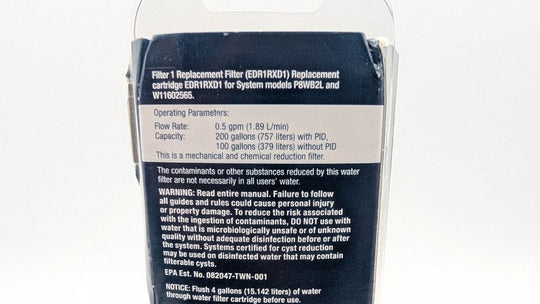 Filter 1 Replacement Filter (EDR1RXD1) Replacement
cartridge EDR1RXD1 for System models P8WB2L and
W11602565.
Operating Parameters:
Flow Rate: 0.5 gpm (1.89 L/min)
Capacity: 200 gallons (757 liters) with PID,
100 gallons (379 liters) without PID
This is a mechanical and chemical reduction filter.
The contaminants or other substances reduced by this water
filter are not necessarily in all users' water.
WARNING: Read entire manual. Failure to follow
all guides and rules could cause personal injury
or property damage. To reduce the risk associated
with the ingestion of contaminants, DO NOT use with
water that is microbiologically unsafe or of unknown
quality without adequate disinfection before or after
the system. Systems certified for cyst reduction
may be used on disinfected water that may contain
filterable cysts.
EPA Est. No. 082047-TWN-001
NOTICE: Flush 4 gallons (15.142 liters) of
water through water filter cartridge before use.